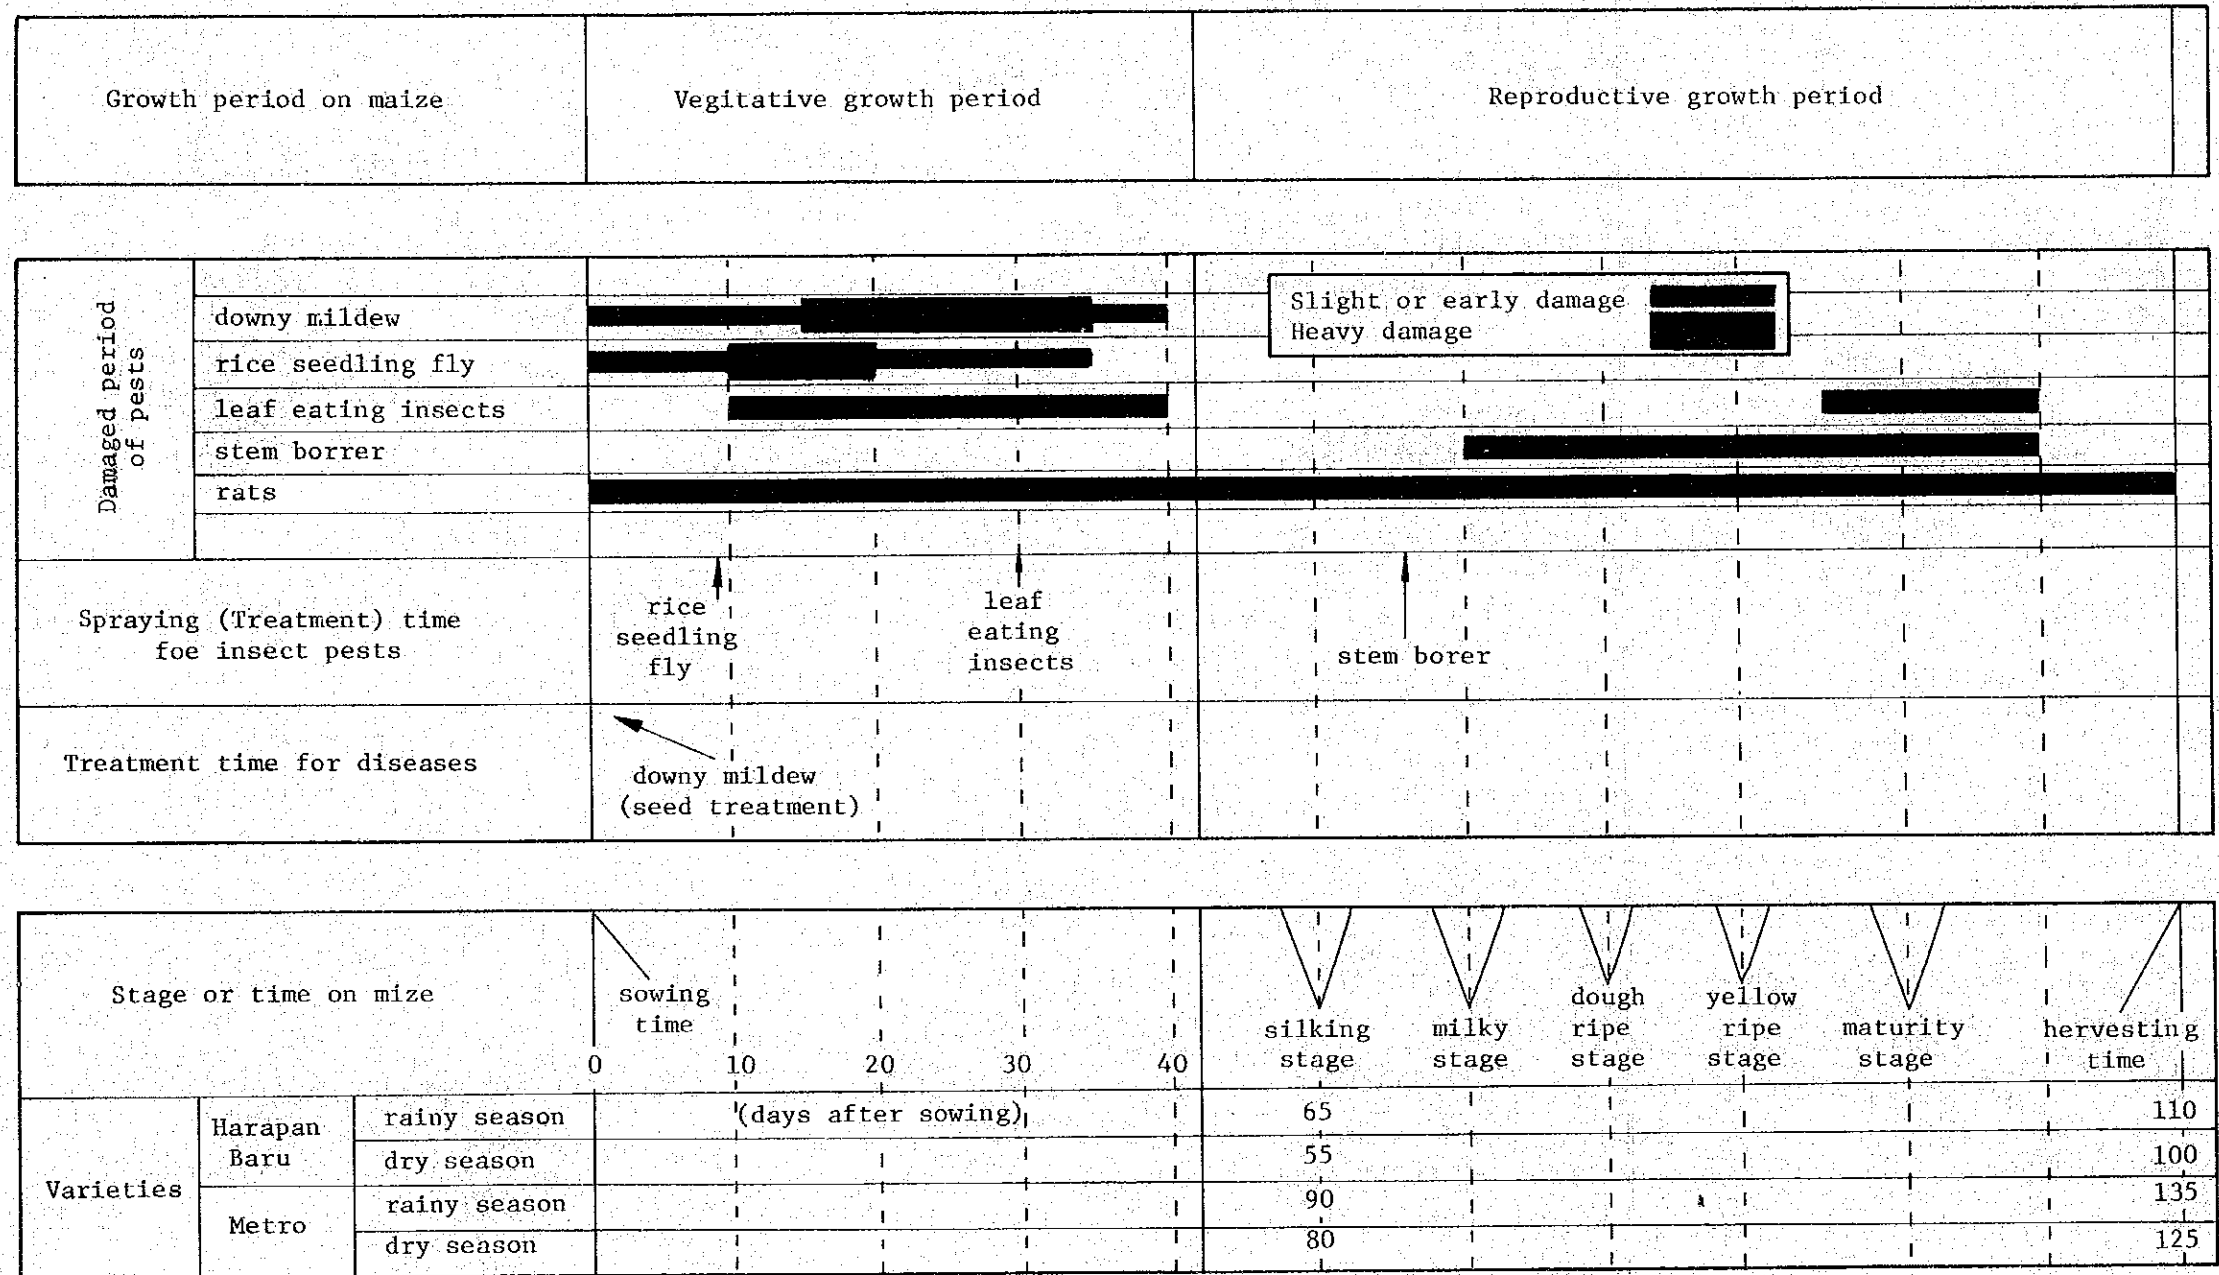 Growth period on maize
Vegitative growth period
Reproductive growth period
Damaged period
of pests
downy mildew
rice seedling fly
leaf eating insects
stem borrer
rats
Slight or early damage
Heavy damage
Spraying (Treatment) time
foe insect pests
rice
seedling
fly
leaf
eating
insects
stem borer
Treatment time for diseases
downy mildew
(seed treatment)
Stage or time on mize
sowing
time
silking
stage
milky
stage
dough
ripe
stage
yellow
ripe
stage
maturity
stage
hervesting
time
0 10 20 30 40
Varieties
Harapan
Baru
rainy season (days after sowing) 65 110
dry season 55 100
Metro
rainy season 90 135
dry season 80 125